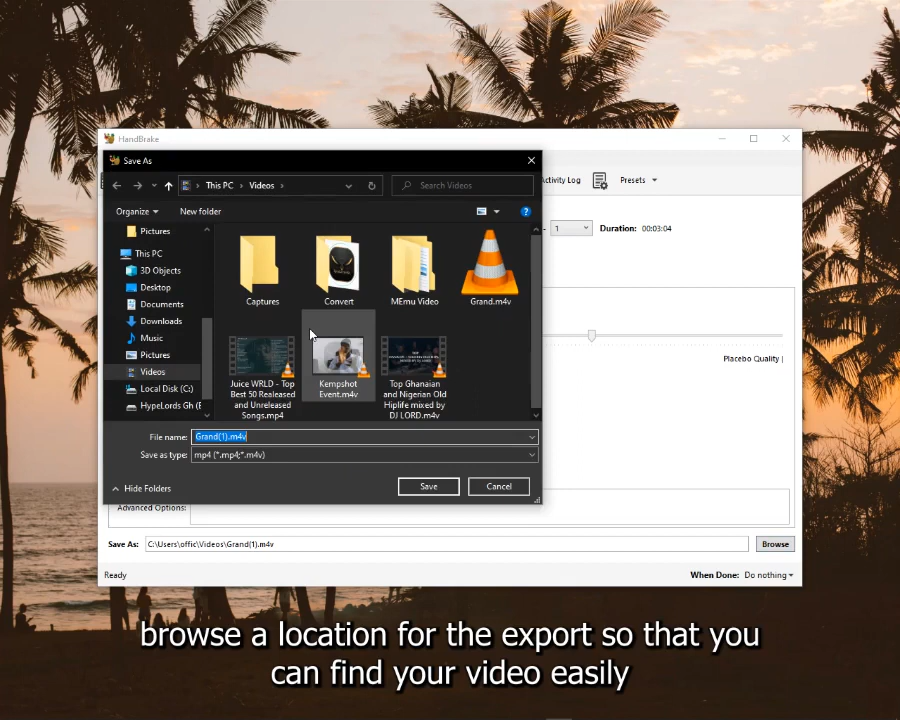 HandBrake
Save As
This PC > Videos >
Search Videos
Activity Log
Presets
Organize
New folder
1
Duration: 00:03:04
Pictures
This PC
3D Objects
Desktop
Documents
Downloads
Music
Pictures
Videos
Local Disk (C:)
HypeLords Gh (E
Captures
Convert
MEmu Video
Grand.m4v
Juice WRLD - Top
Best 50 Realeased
and Unreleased
Songs.mp4
Kempshot
Event.m4v
Top Ghanaian
and Nigerian Old
Hiplife mixed by
DJ LORD.m4v
Placebo Quality |
File name: Grand(1).m4v
Save as type: mp4 (*.mp4;*.m4v)
Hide Folders
Save
Cancel
Advanced Options:
Save As: C:\Users\offic\Videos\Grand(1).m4v
Browse
Ready
When Done: Do nothing
browse a location for the export so that you
can find your video easily